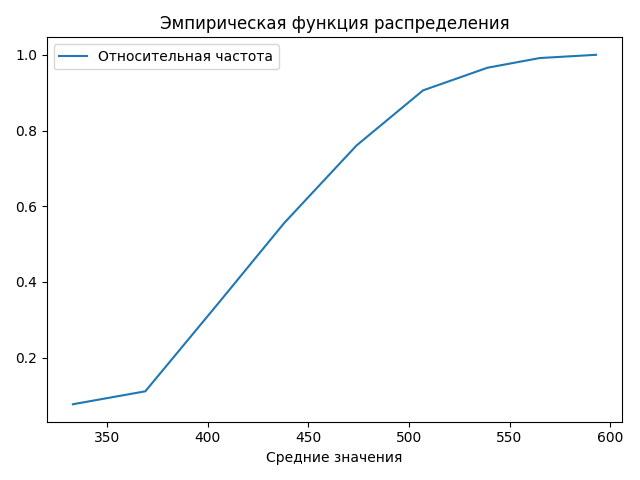 Эмпирическая функция распределения
Относительная частота
1.0
0.8
0.6
0.4
0.2
350 400 450 500 550 600
Средние значения